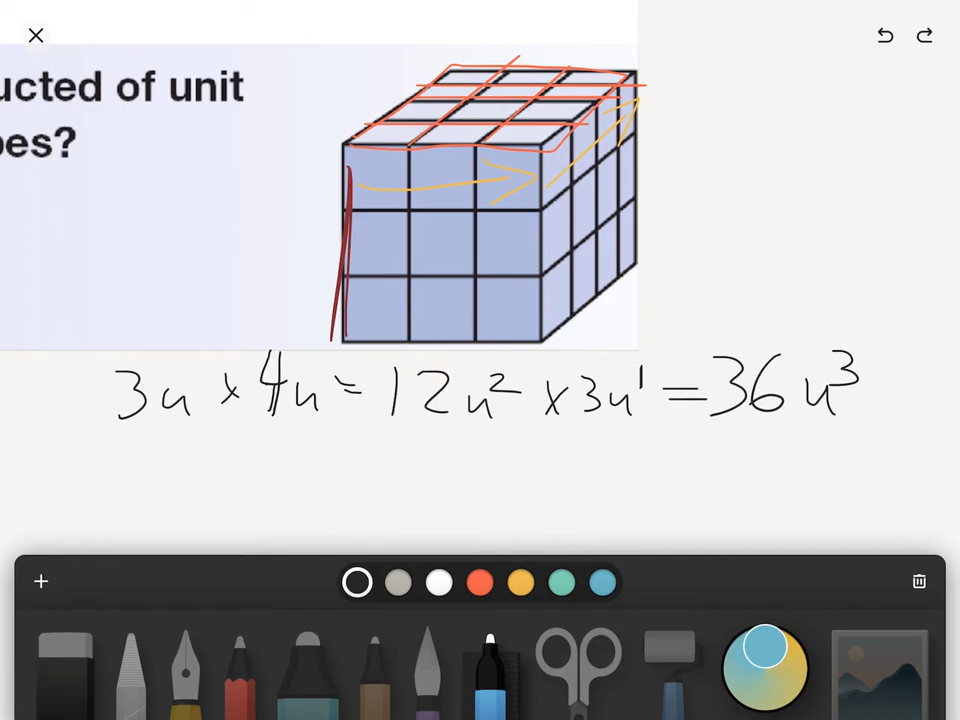 ucted of unit
bes?
3u × 4u = 12u² × 3u¹ = 36u³